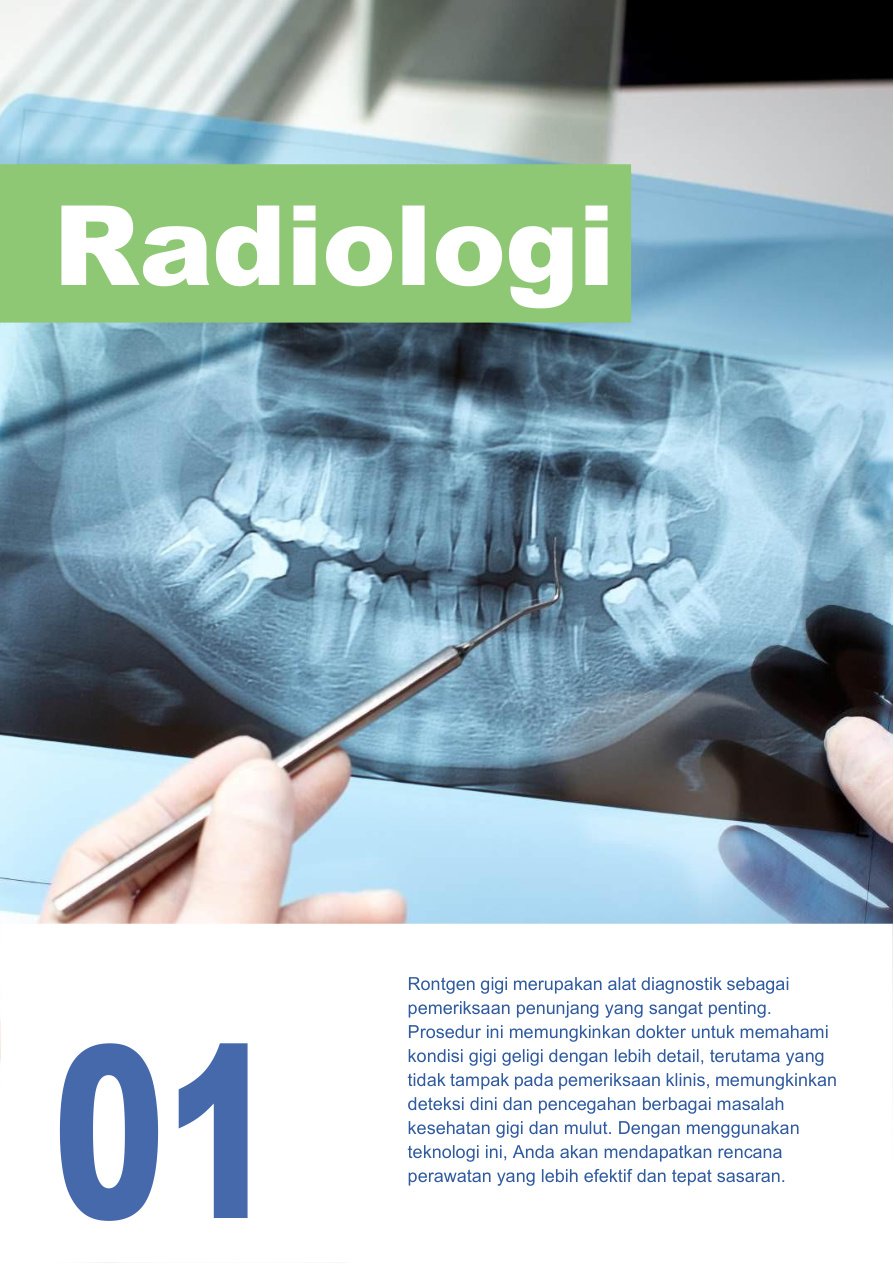 Radiologi
01
Rontgen gigi merupakan alat diagnostik sebagai
pemeriksaan penunjang yang sangat penting.
Prosedur ini memungkinkan dokter untuk memahami
kondisi gigi geligi dengan lebih detail, terutama yang
tidak tampak pada pemeriksaan klinis, memungkinkan
deteksi dini dan pencegahan berbagai masalah
kesehatan gigi dan mulut. Dengan menggunakan
teknologi ini, Anda akan mendapatkan rencana
perawatan yang lebih efektif dan tepat sasaran.